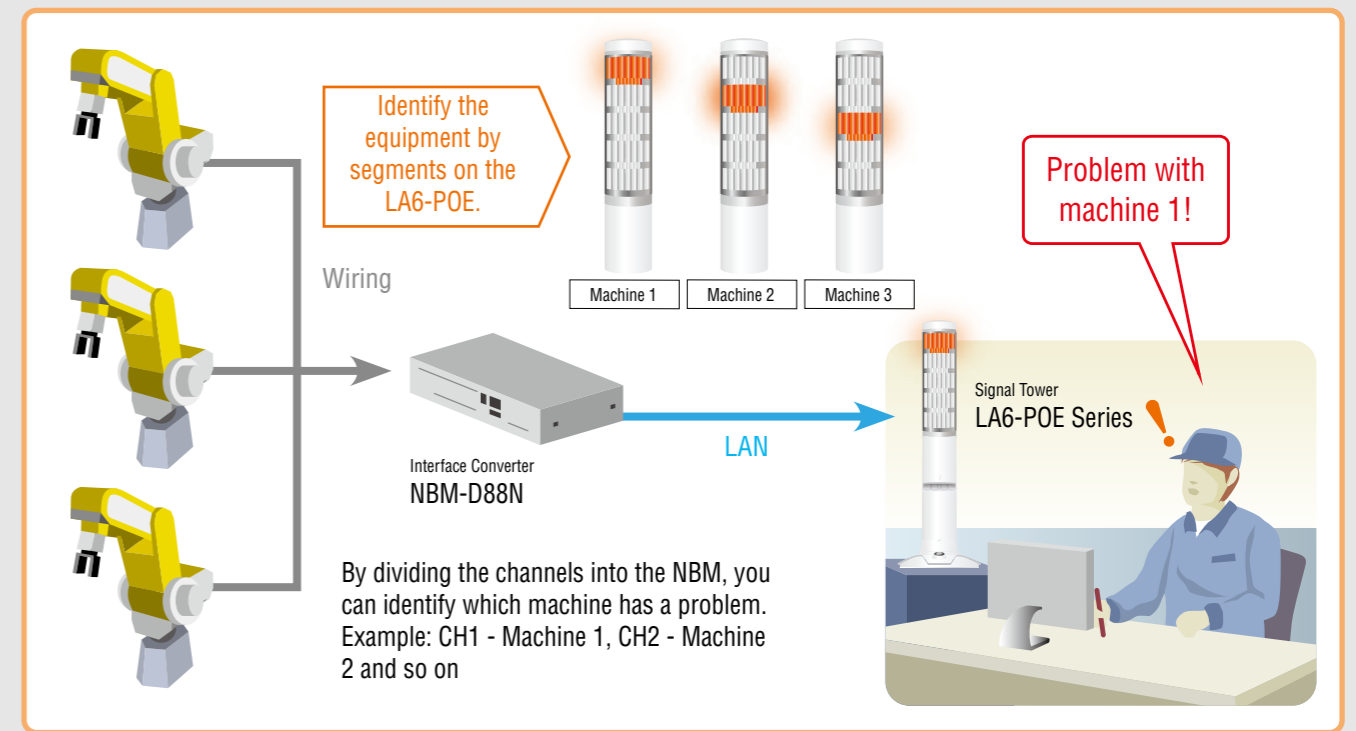 Identify the
equipment by
segments on the
LA6-POE.
Machine 1
Machine 2
Machine 3
Wiring
Problem with
machine 1!
Interface Converter
NBM-D88N
LAN
Signal Tower
LA6-POE Series
By dividing the channels into the NBM, you
can identify which machine has a problem.
Example: CH1 - Machine 1, CH2 - Machine
2 and so on